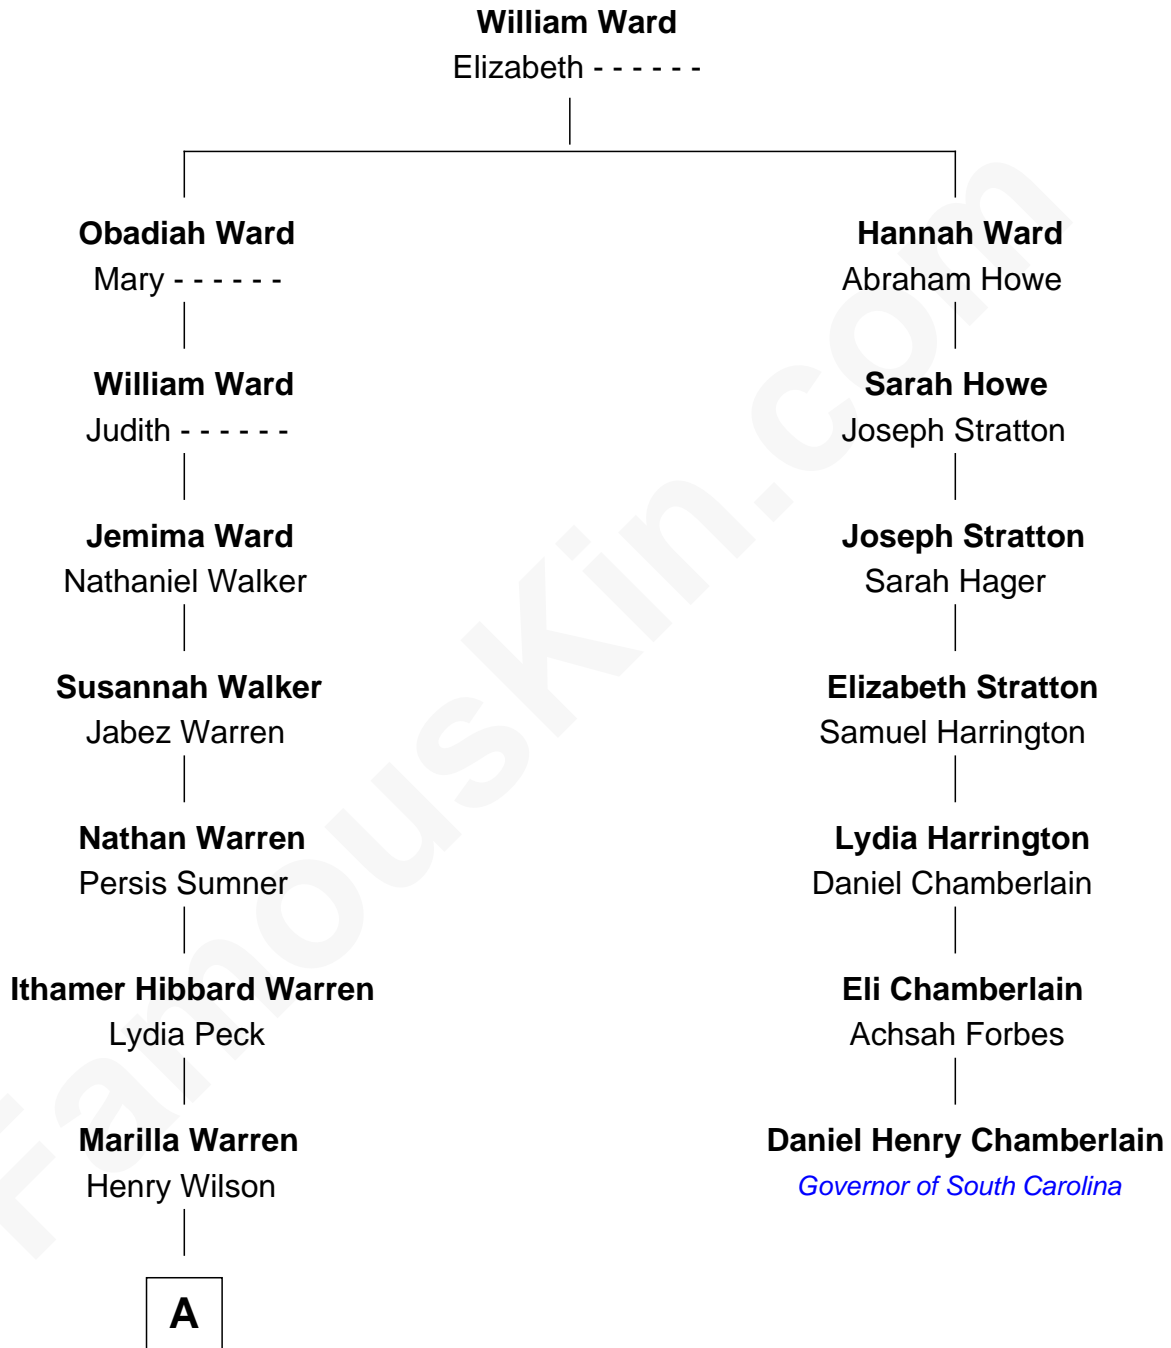 William Ward
Elizabeth - - - - - -
Obadiah Ward
Mary - - - - - -
Hannah Ward
Abraham Howe
William Ward
Judith - - - - - -
Sarah Howe
Joseph Stratton
Jemima Ward
Nathaniel Walker
Joseph Stratton
Sarah Hager
Susannah Walker
Jabez Warren
Elizabeth Stratton
Samuel Harrington
Nathan Warren
Persis Sumner
Lydia Harrington
Daniel Chamberlain
Ithamer Hibbard Warren
Lydia Peck
Eli Chamberlain
Achsah Forbes
Marilla Warren
Henry Wilson
Daniel Henry Chamberlain
Governor of South Carolina
A
FamousKin.com